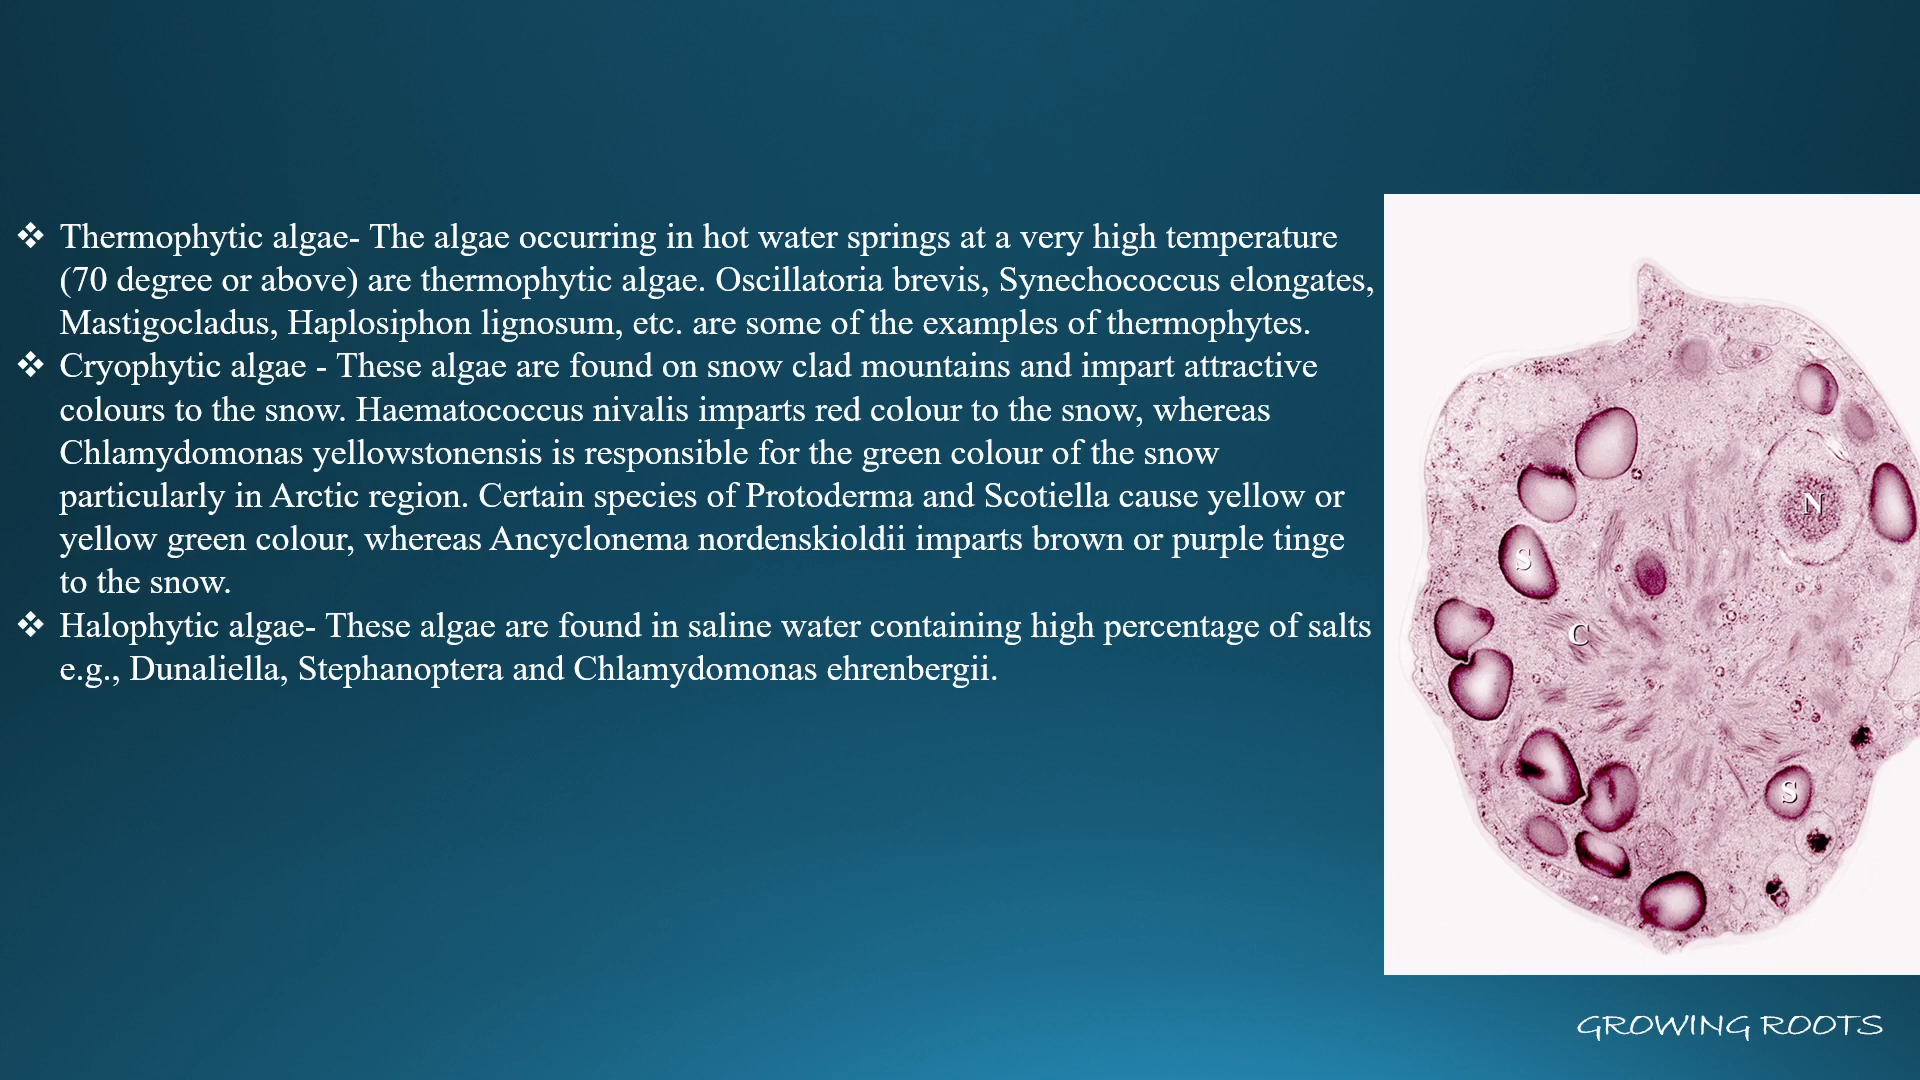 ❖ Thermophytic algae- The algae occurring in hot water springs at a very high temperature
(70 degree or above) are thermophytic algae. Oscillatoria brevis, Synechococcus elongates,
Mastigocladus, Haplosiphon lignosum, etc. are some of the examples of thermophytes.
❖ Cryophytic algae - These algae are found on snow clad mountains and impart attractive
colours to the snow. Haematococcus nivalis imparts red colour to the snow, whereas
Chlamydomonas yellowstonensis is responsible for the green colour of the snow
particularly in Arctic region. Certain species of Protoderma and Scotiella cause yellow or
yellow green colour, whereas Ancyclonema nordenskioldii imparts brown or purple tinge
to the snow.
❖ Halophytic algae- These algae are found in saline water containing high percentage of salts
e.g., Dunaliella, Stephanoptera and Chlamydomonas ehrenbergii.
N
S
C
S
GROWING ROOTS